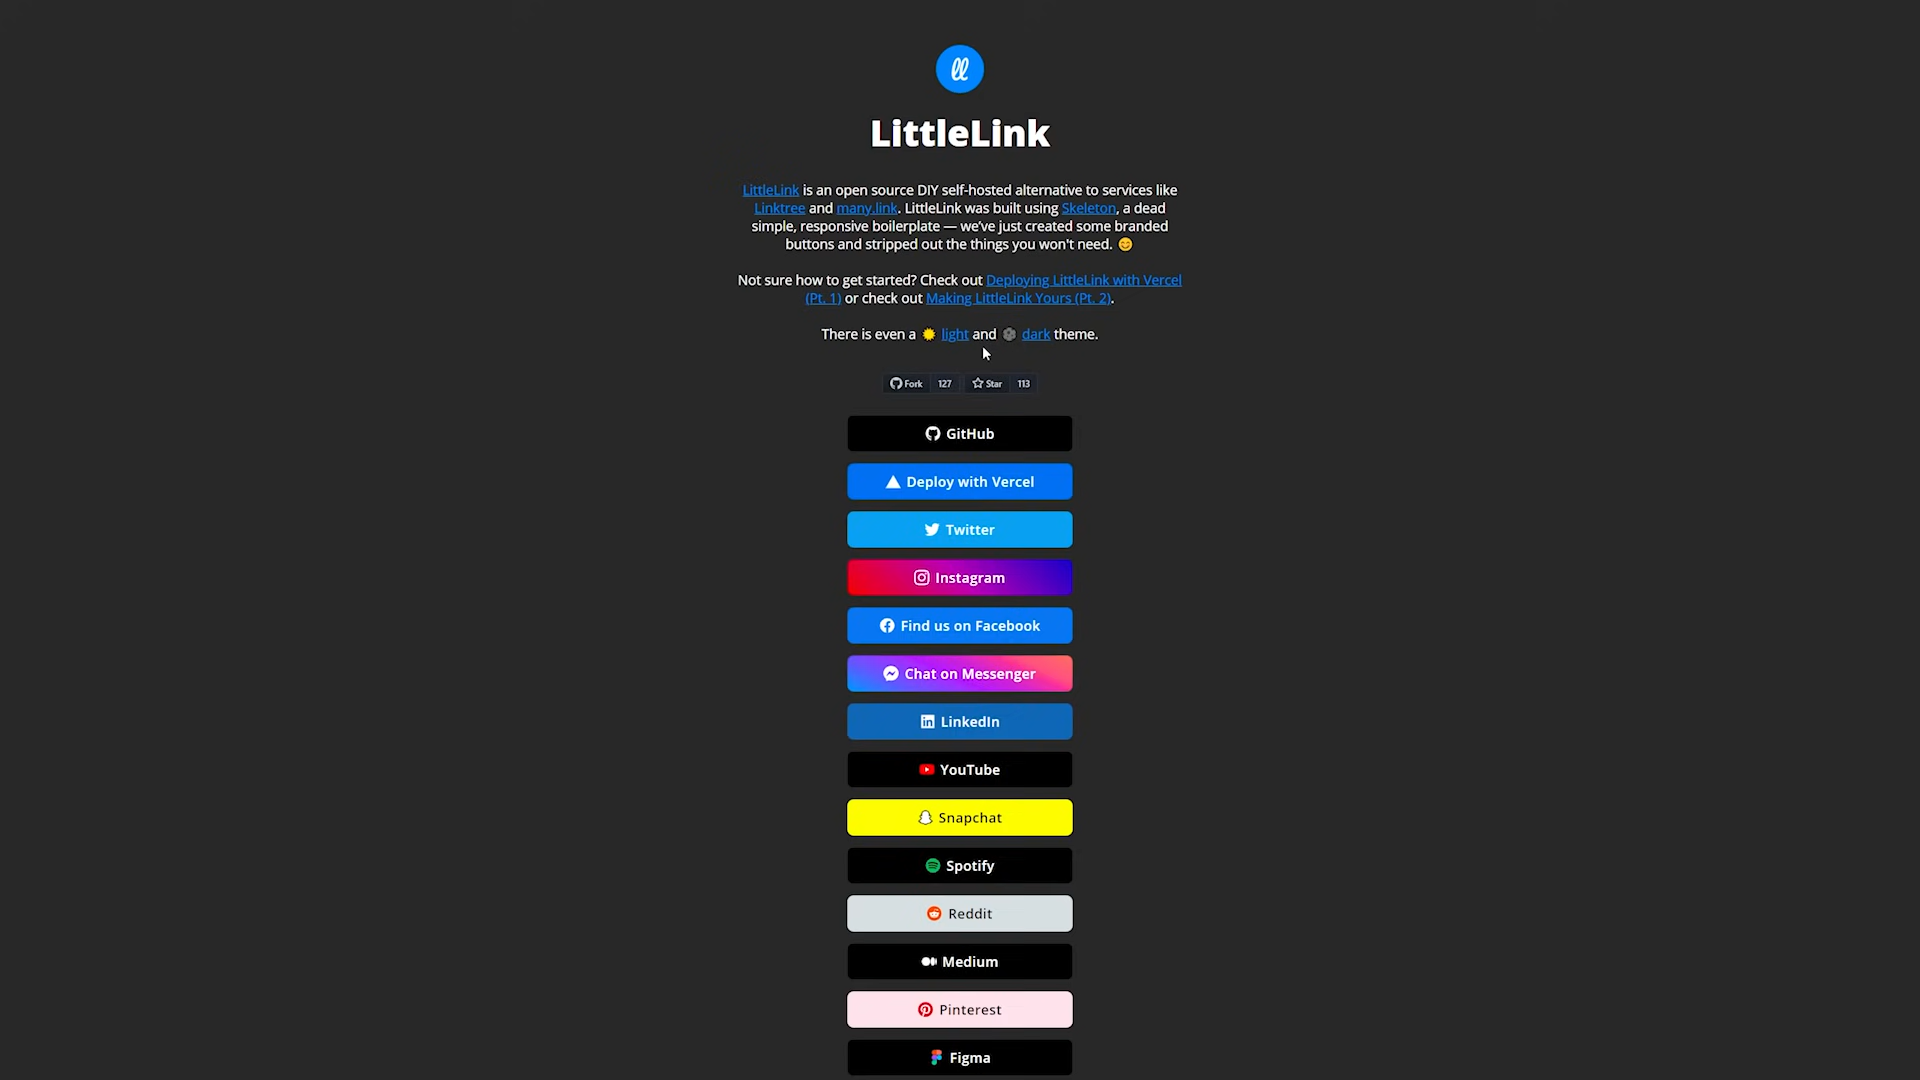 ll
LittleLink
LittleLink is an open source DIY self-hosted alternative to services like
Linktree and many.link. LittleLink was built using Skeleton, a dead
simple, responsive boilerplate — we've just created some branded
buttons and stripped out the things you won't need. 😊
Not sure how to get started? Check out Deploying LittleLink with Vercel
(Pt. 1) or check out Making LittleLink Yours (Pt. 2).
There is even a light and dark theme.
Fork 127 Star 113
GitHub
Deploy with Vercel
Twitter
Instagram
Find us on Facebook
Chat on Messenger
LinkedIn
YouTube
Snapchat
Spotify
Reddit
Medium
Pinterest
Figma